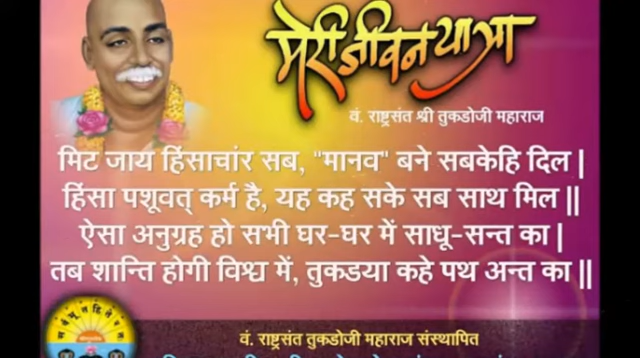 मेरी जीवन यात्रा
वं. राष्ट्रसंत श्री तुकडोजी महाराज
मिट जाय हिंसाचांर सब, "मानव" बने सबकेहि दिल |
हिंसा पशूवत् कर्म है, यह कह सके सब साथ मिल ||
ऐसा अनुग्रह हो सभी घर-घर में साधू-सन्त का |
तब शान्ति होगी विश्व में, तुकडया कहे पथ अन्त का ||
वं. राष्ट्रसंत तुकडोजी महाराज संस्थापित